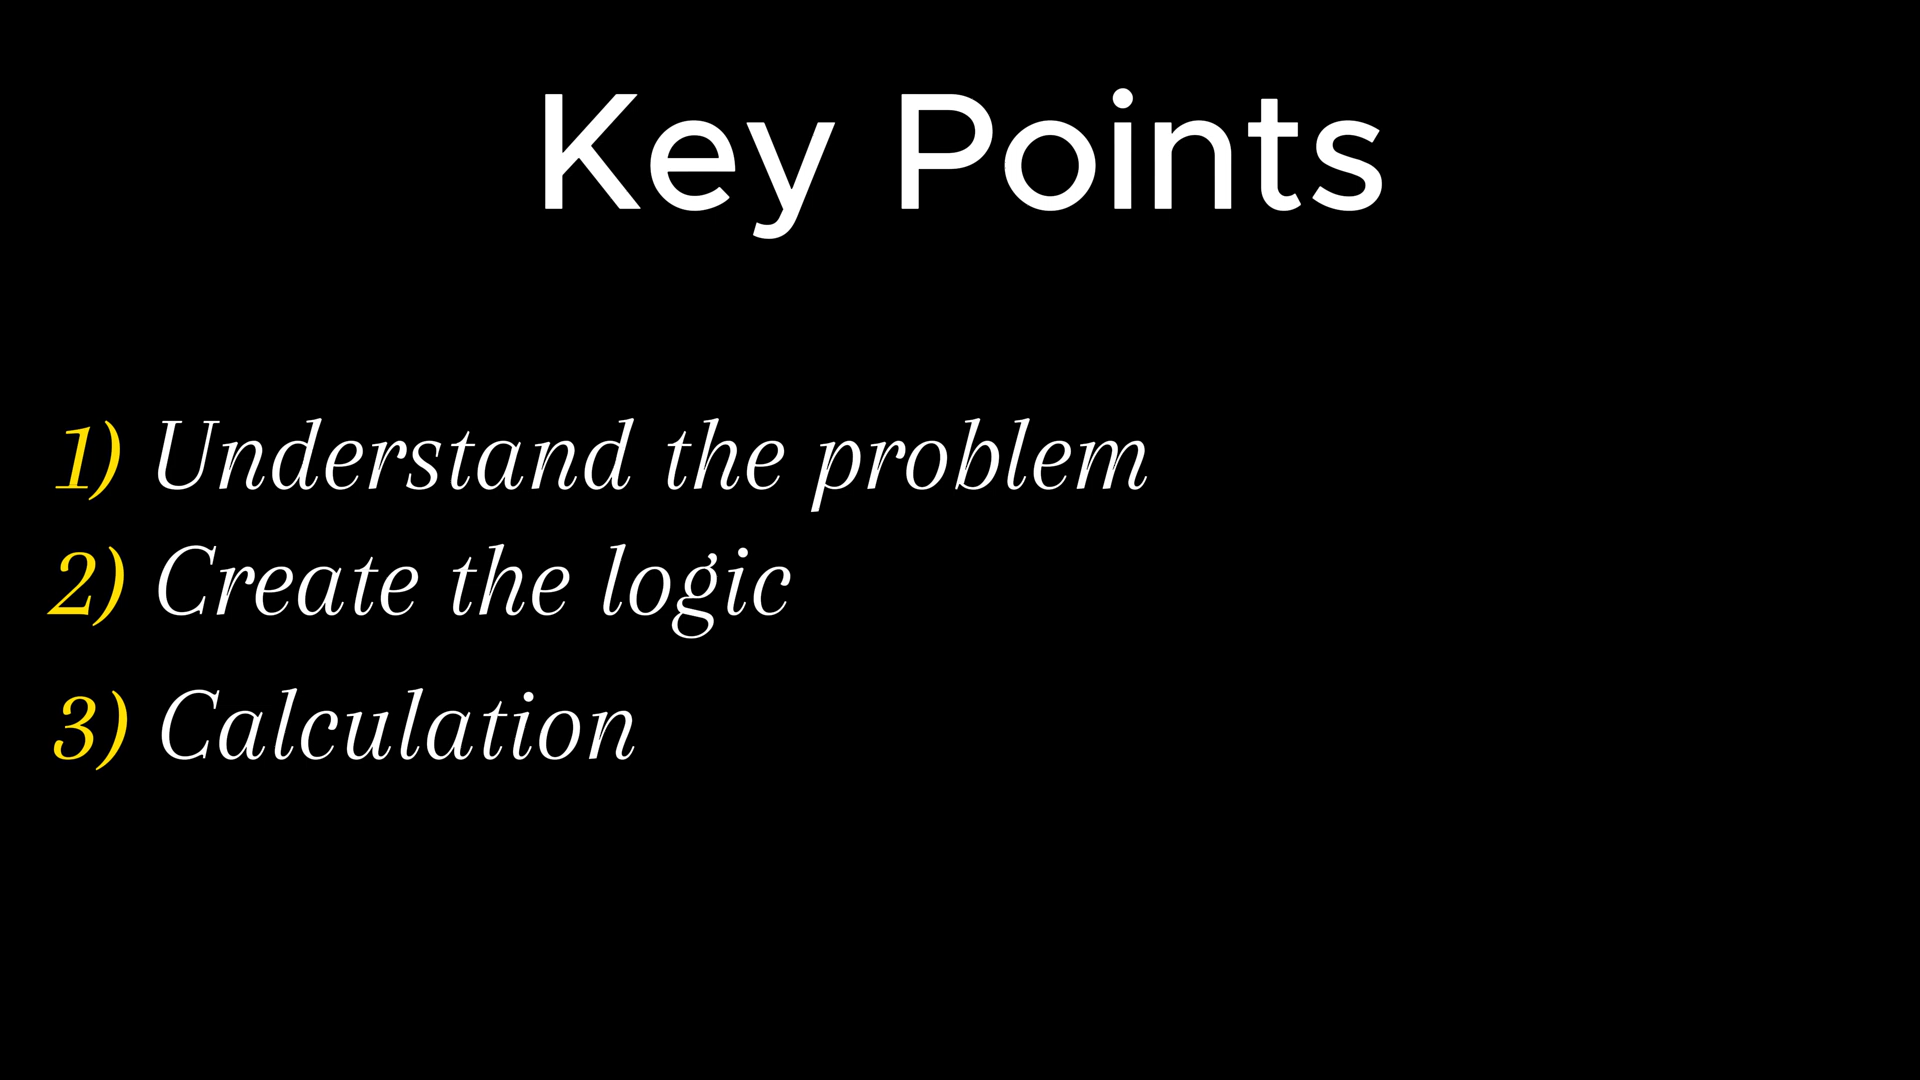 Key Points
1) Understand the problem
2) Create the logic
3) Calculation